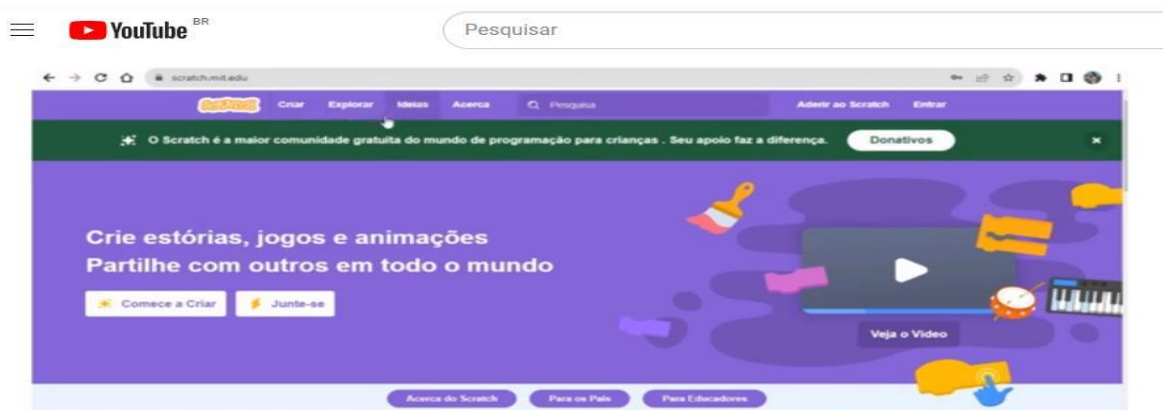 YouTube BR
Pesquisar
scratch.mit.edu
SCRATCH Criar Explorar Ideias Acerca Pesquisa Aderir ao Scratch Entrar
O Scratch é a maior comunidade gratuita do mundo de programação para crianças . Seu apoio faz a diferença. Donativos
Crie estórias, jogos e animações
Partilhe com outros em todo o mundo
Comece a Criar Junte-se
Veja o Vídeo
Acerca do Scratch Para os Pais Para Educadores